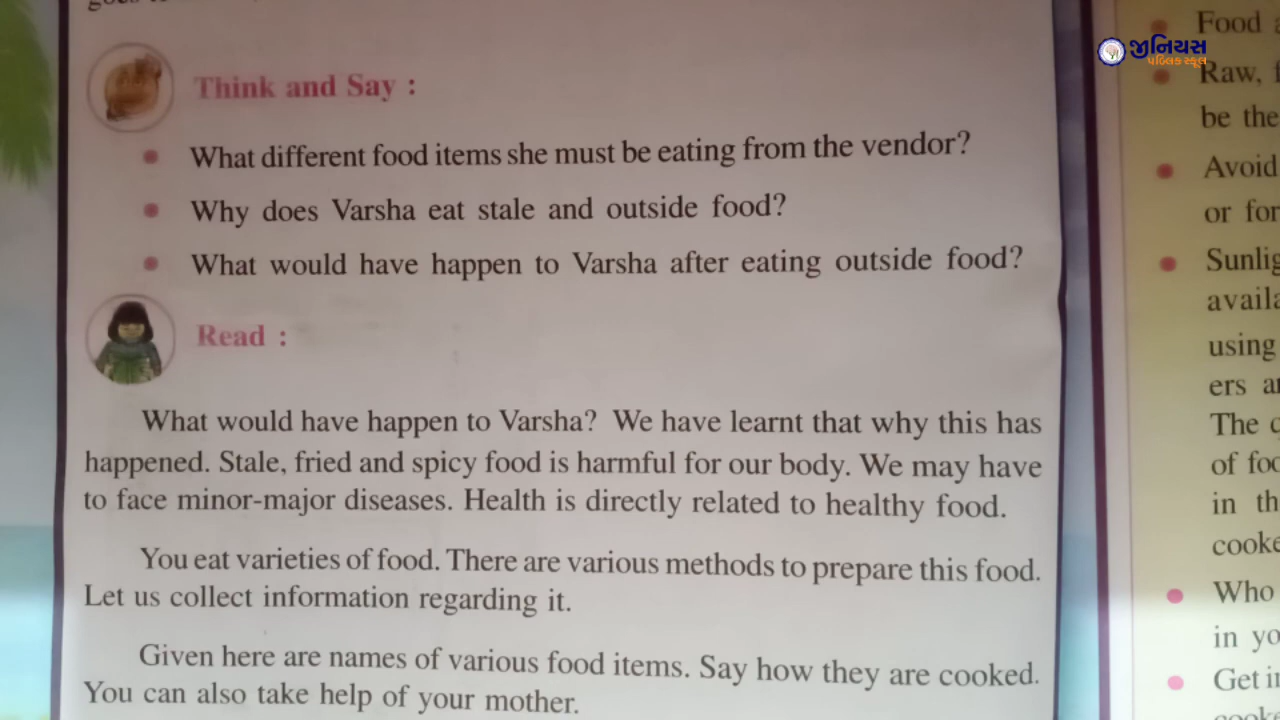 Think and Say :
What different food items she must be eating from the vendor?
Why does Varsha eat stale and outside food?
What would have happen to Varsha after eating outside food?
Read :
What would have happen to Varsha? We have learnt that why this has
happened. Stale, fried and spicy food is harmful for our body. We may have
to face minor-major diseases. Health is directly related to healthy food.
You eat varieties of food. There are various methods to prepare this food.
Let us collect information regarding it.
Given here are names of various food items. Say how they are cooked.
You can also take help of your mother.
જીનિયસ
પબ્લિક સ્કૂલ
Food
Raw,
be the
Avoid
or for
Sunlig
availa
using
ers
The
of foo
in th
cooke
Who
in yo
Get in